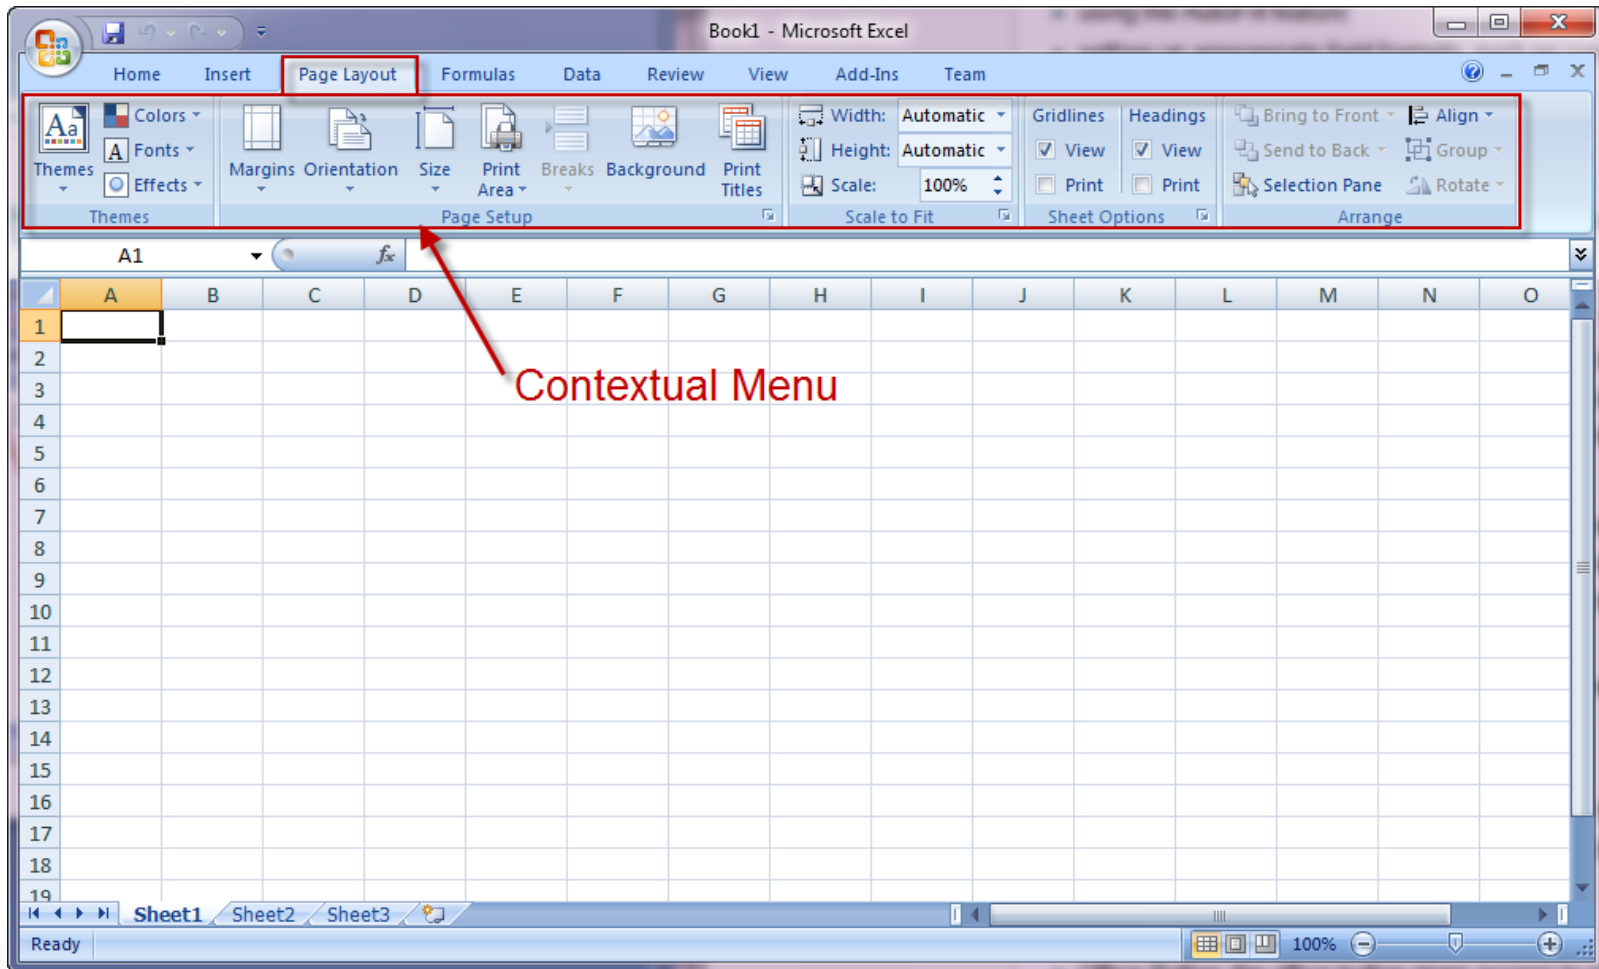 Book1 - Microsoft Excel
Home Insert Page Layout Formulas Data Review View Add-Ins Team
Aa Colors Width: Automatic Gridlines Headings Bring to Front Align
A Fonts Height: Automatic View View Send to Back Group
Themes Margins Orientation Size Print Breaks Background Print
Effects Area Titles Scale: 100% Print Print Selection Pane Rotate
Themes Page Setup Scale to Fit Sheet Options Arrange
A1 fx
A B C D E F G H I J K L M N O
1
2
Contextual Menu
3
4
5
6
7
8
9
10
11
12
13
14
15
16
17
18
19
Sheet1 Sheet2 Sheet3
Ready 100%